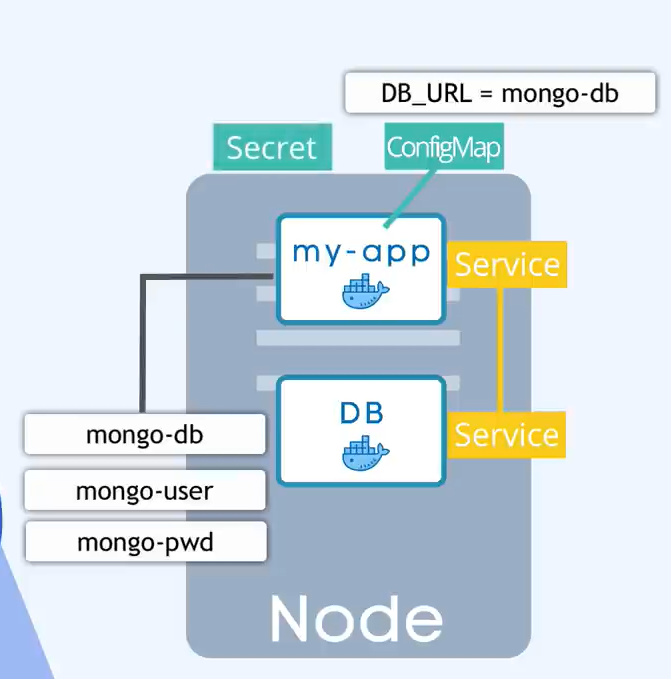 DB_URL = mongo-db
Secret
ConfigMap
my-app
Service
DB
Service
mongo-db
mongo-user
mongo-pwd
Node